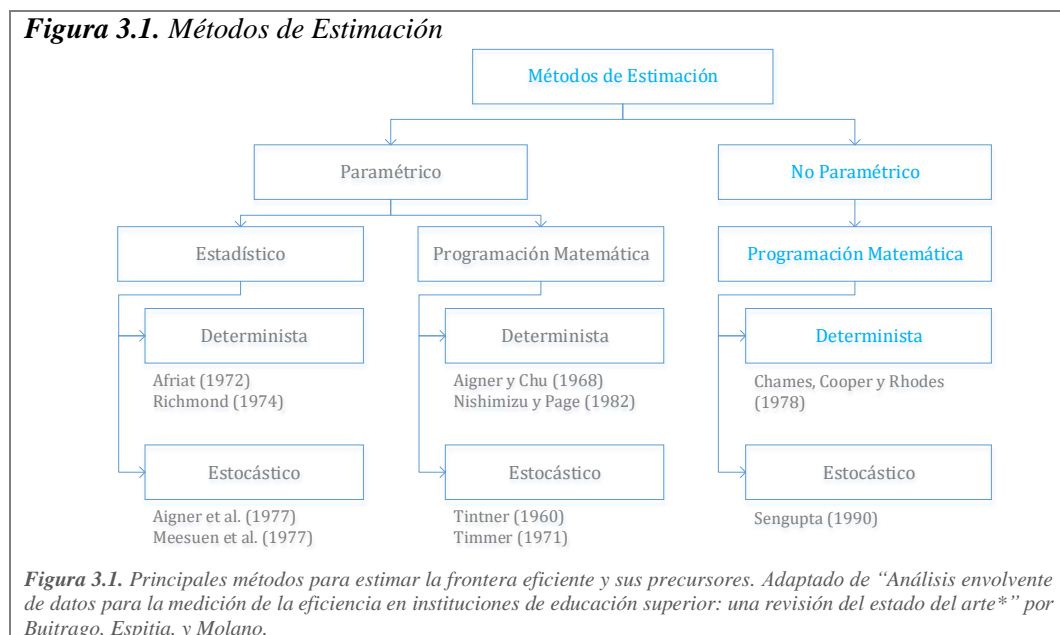 Figura 3.1. Métodos de Estimación
Métodos de Estimación
Paramétrico
No Paramétrico
Estadístico
Programación Matemática
Programación Matemática
Determinista
Determinista
Determinista
Afriat (1972)
Richmond (1974)
Aigner y Chu (1968)
Nishimizu y Page (1982)
Chames, Cooper y Rhodes
(1978)
Estocástico
Estocástico
Estocástico
Aigner et al. (1977)
Meesuen et al. (1977)
Tintner (1960)
Timmer (1971)
Sengupta (1990)
Figura 3.1. Principales métodos para estimar la frontera eficiente y sus precursores. Adaptado de “Análisis envolvente
de datos para la medición de la eficiencia en instituciones de educación superior: una revisión del estado del arte*” por
Buitrago, Espitia, y Molano.